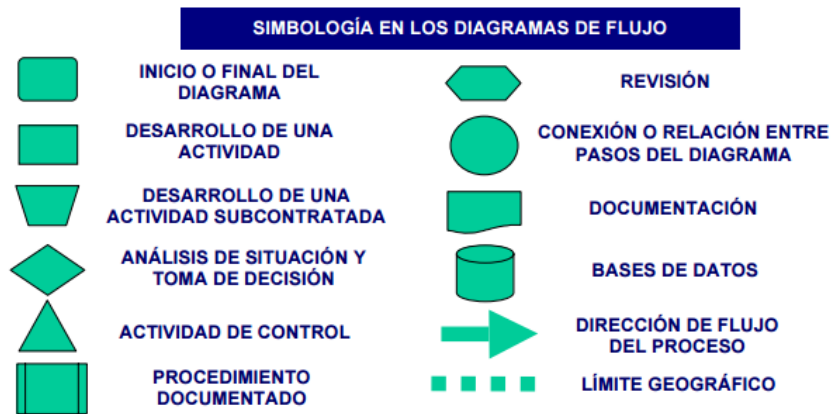 SIMBOLOGÍA EN LOS DIAGRAMAS DE FLUJO
INICIO O FINAL DEL
DIAGRAMA
DESARROLLO DE UNA
ACTIVIDAD
DESARROLLO DE UNA
ACTIVIDAD SUBCONTRATADA
ANÁLISIS DE SITUACIÓN Y
TOMA DE DECISIÓN
ACTIVIDAD DE CONTROL
PROCEDIMIENTO
DOCUMENTADO
REVISIÓN
CONEXIÓN O RELACIÓN ENTRE
PASOS DEL DIAGRAMA
DOCUMENTACIÓN
BASES DE DATOS
DIRECCIÓN DE FLUJO
DEL PROCESO
LÍMITE GEOGRÁFICO